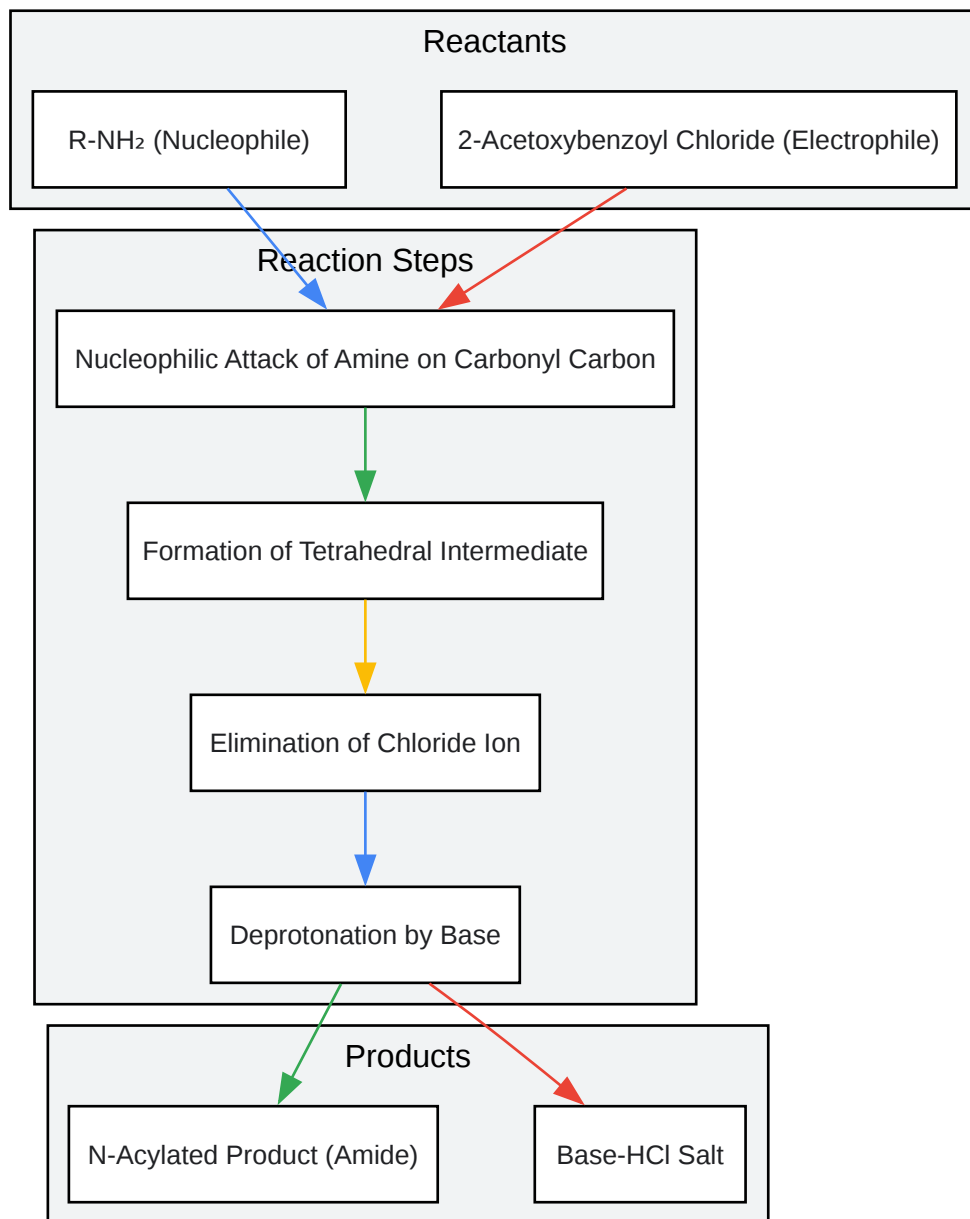 Reactants
R-NH₂ (Nucleophile)
2-Acetoxybenzoyl Chloride (Electrophile)
Reaction Steps
Nucleophilic Attack of Amine on Carbonyl Carbon
Formation of Tetrahedral Intermediate
Elimination of Chloride Ion
Deprotonation by Base
Products
N-Acylated Product (Amide)
Base-HCl Salt